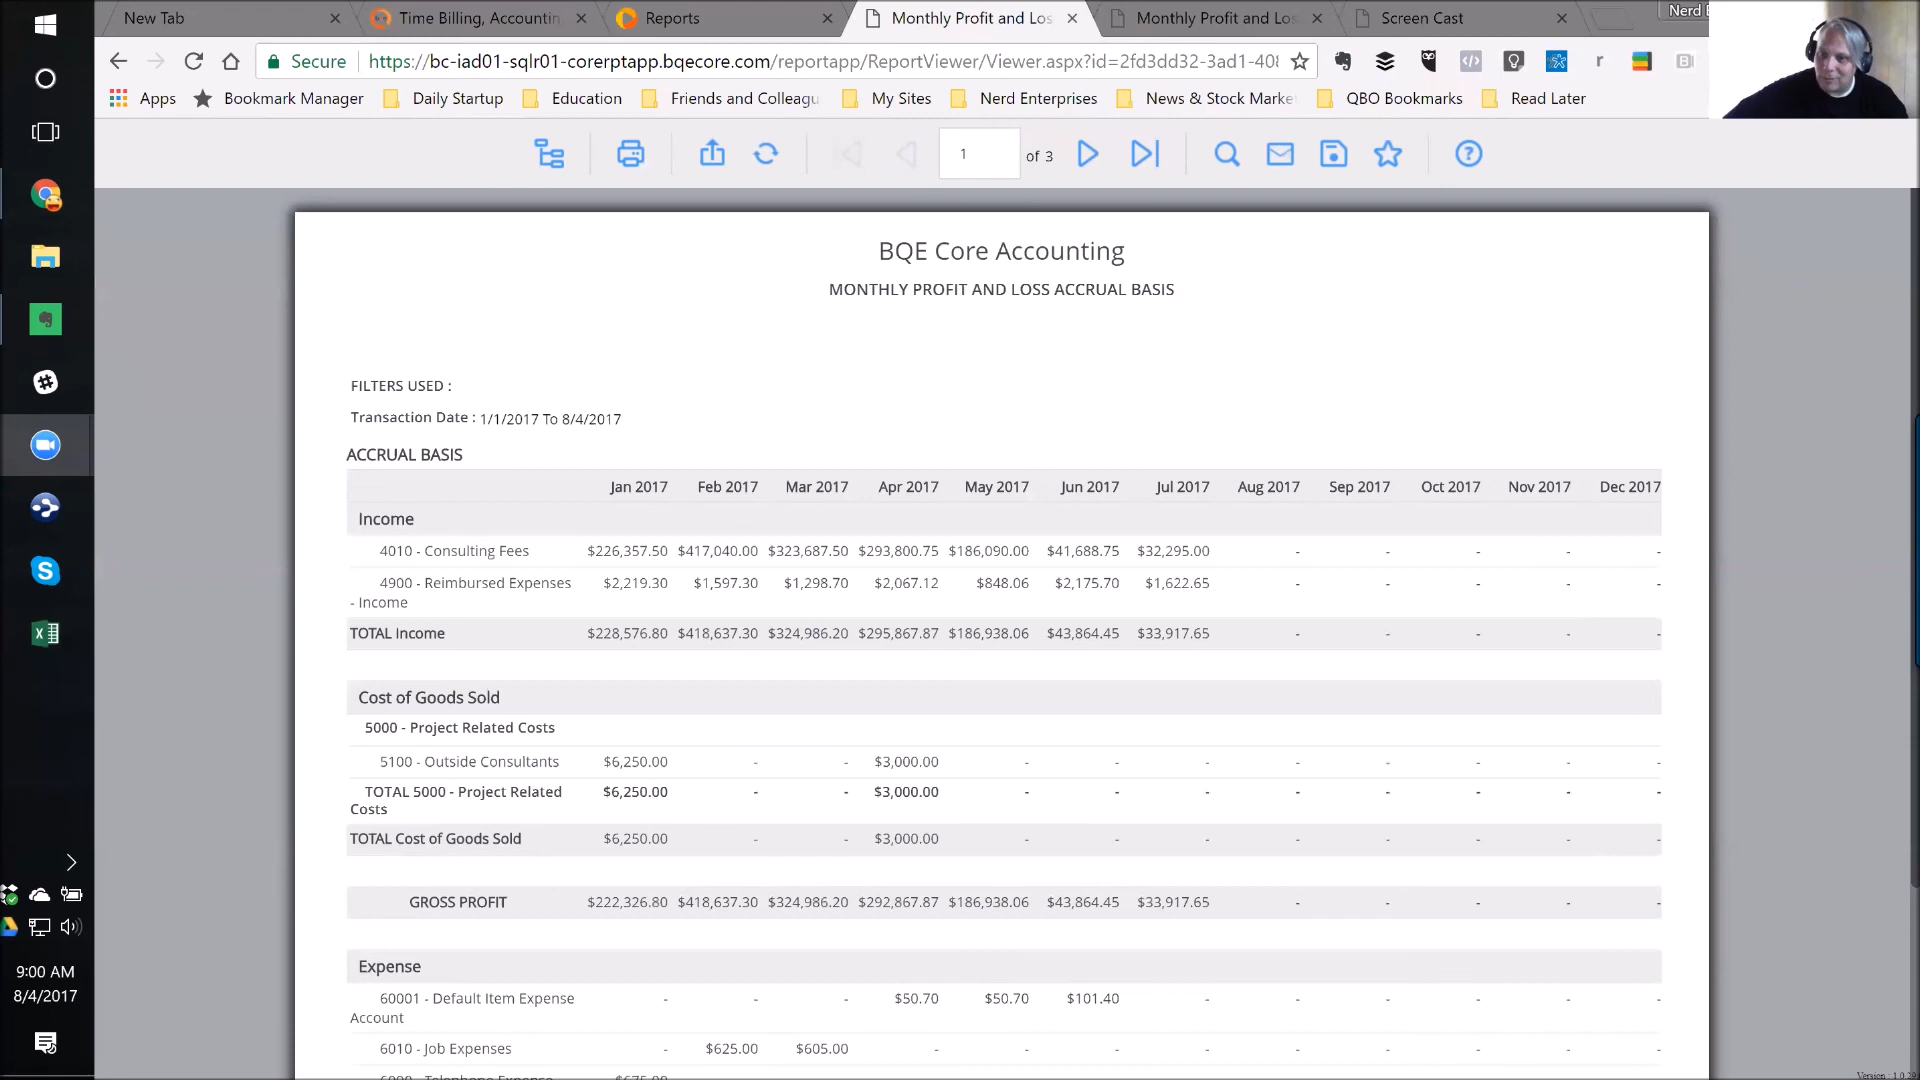 New Tab
Time Billing, Accountin
Reports
Monthly Profit and Los
Monthly Profit and Los
Screen Cast
Nerd E
Secure https://bc-iad01-sqlr01-corerptapp.bqecore.com/reportapp/ReportViewer/Viewer.aspx?id=2fd3dd32-3ad1-408
Apps Bookmark Manager Daily Startup Education Friends and Colleagu My Sites Nerd Enterprises News & Stock Marke QBO Bookmarks Read Later
1 of 3
BQE Core Accounting
MONTHLY PROFIT AND LOSS ACCRUAL BASIS
FILTERS USED :
Transaction Date : 1/1/2017 To 8/4/2017
ACCRUAL BASIS
Jan 2017 Feb 2017 Mar 2017 Apr 2017 May 2017 Jun 2017 Jul 2017 Aug 2017 Sep 2017 Oct 2017 Nov 2017 Dec 2017
Income
4010 - Consulting Fees $226,357.50 $417,040.00 $323,687.50 $293,800.75 $186,090.00 $41,688.75 $32,295.00 - - - - -
4900 - Reimbursed Expenses $2,219.30 $1,597.30 $1,298.70 $2,067.12 $848.06 $2,175.70 $1,622.65 - - - - -
- Income
TOTAL Income $228,576.80 $418,637.30 $324,986.20 $295,867.87 $186,938.06 $43,864.45 $33,917.65 - - - - -
Cost of Goods Sold
5000 - Project Related Costs
5100 - Outside Consultants $6,250.00 - - $3,000.00 - - - - - - - -
TOTAL 5000 - Project Related $6,250.00 - - $3,000.00 - - - - - - - -
Costs
TOTAL Cost of Goods Sold $6,250.00 - - $3,000.00 - - - - - - - -
GROSS PROFIT $222,326.80 $418,637.30 $324,986.20 $292,867.87 $186,938.06 $43,864.45 $33,917.65 - - - - -
Expense
60001 - Default Item Expense - - - $50.70 $50.70 $101.40 - - - - - -
Account
6010 - Job Expenses - $625.00 $605.00 - - - - - - - - -
9:00 AM
8/4/2017